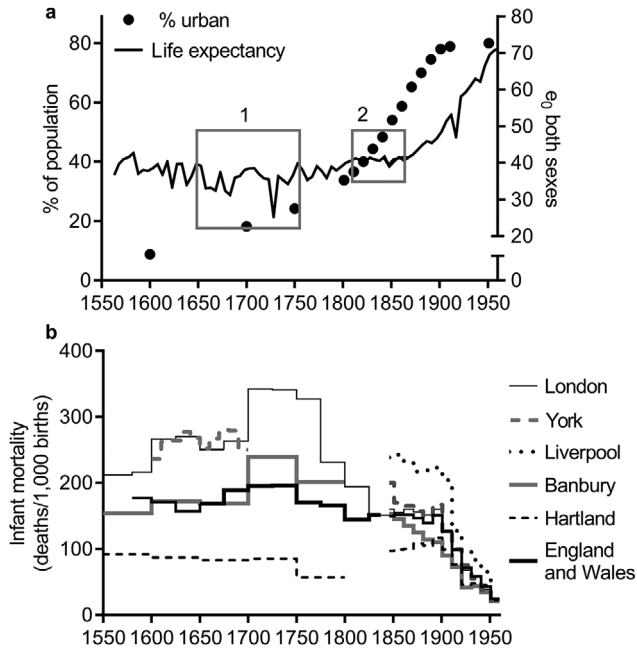 a
% urban
Life expectancy
% of population
80
60
40
20
0
1
2
80
70
60
50
40
30
20
0
e0 both sexes
1550 1600 1650 1700 1750 1800 1850 1900 1950
b
Infant mortality
(deaths/1,000 births)
400
300
200
100
0
1550 1600 1650 1700 1750 1800 1850 1900 1950
London
York
Liverpool
Banbury
Hartland
England
and Wales